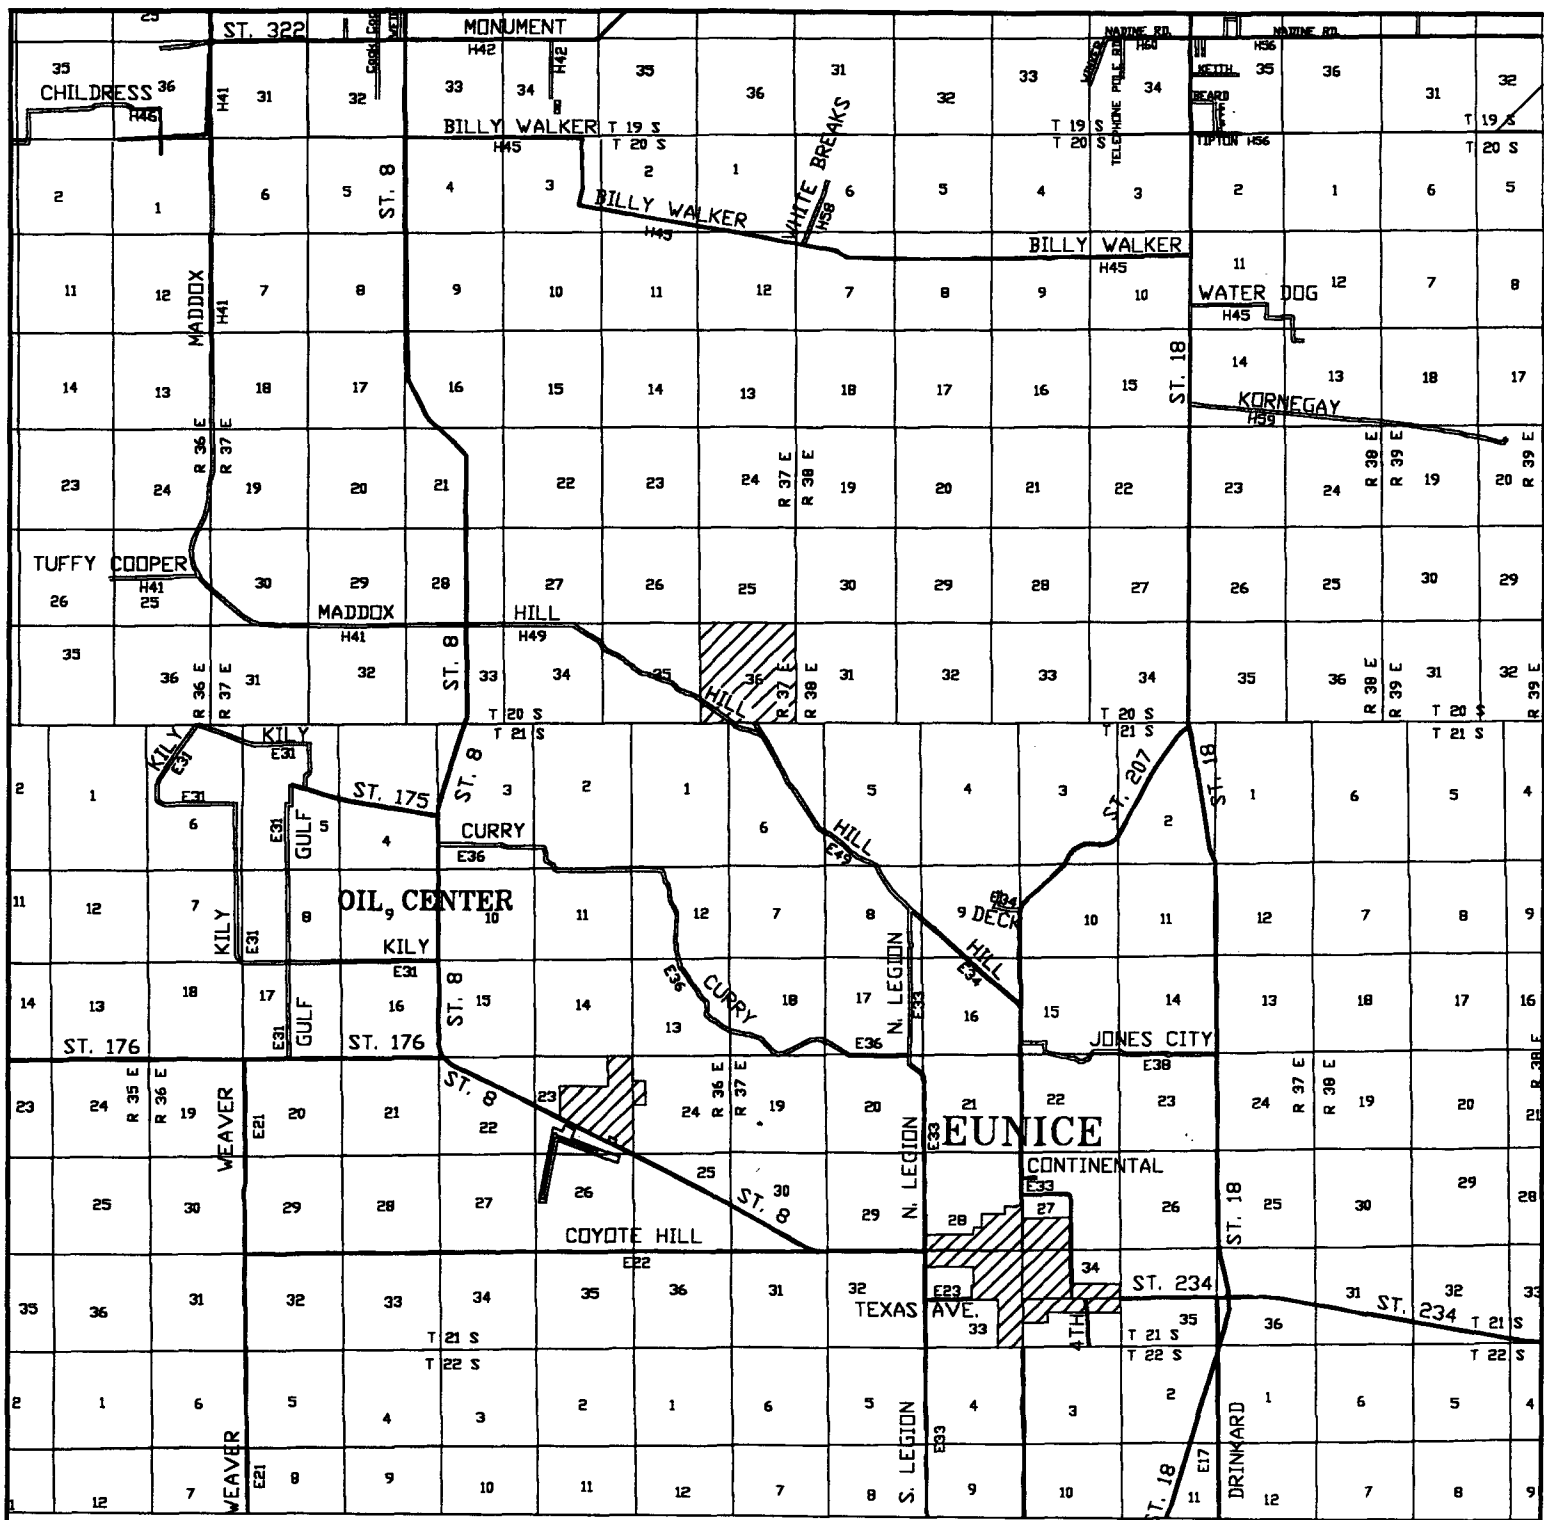 25 ST. 322 MONUMENT NADINE RD. NADINE RD.
H42 H42 H60 H56
Cook
35 36 31 32 33 34 35 36 31 32 33 34 35 36 31 32
CHILDRESS H46 H41 TELEPHONE POLE RD. KEITH BEARD
BILLY WALKER T 19 S T 19 S T 19 S
H45 T 20 S T 20 S TIPTON H56 T 20 S
2 1 6 5 4 3 2 1 6 5 4 3 2 1 6 5
ST. 8 BILLY WALKER WHITE BREAKS
H45 H58
BILLY WALKER
H45
11 12 7 8 9 10 11 12 7 8 9 10 11 12 7 8
MADDOX H41 WATER DOG
H45
14 13 18 17 16 15 14 13 18 17 16 15 14 13 18 17
ST. 18 KORNEGAY
H59
R 36 E R 37 E R 37 E R 38 E R 38 E R 39 E R 39 E
23 24 19 20 21 22 23 24 19 20 21 22 23 24 19 20
TUFFY COOPER
H41
26 25 30 29 28 27 26 25 30 29 28 27 26 25 30 29
MADDOX HILL
H41 H49
35 36 31 32 33 34 35 36 31 32 33 34 35 36 31 32
R 36 E R 37 E ST. 8 HILL R 37 E R 38 E R 38 E R 39 E R 39 E
T 20 S T 20 S T 20 S
T 21 S T 21 S T 21 S
KILY E31 KILY E31 ST. 8 ST. 207 ST. 18
2 1 6 5 4 3 2 1 6 5 4 3 2 1 6 5 4
E31 E31 GULF ST. 175
CURRY HILL
E36 E49
11 12 7 8 9 10 11 12 7 8 9 10 11 12 7 8 9
OIL CENTER
E34
DECK
KILY E31 KILY N. LEGION HILL
E31 E36 CURRY E33 E34
14 13 18 17 16 15 14 13 18 17 16 15 14 13 18 17 16
E31 GULF ST. 8
ST. 176 ST. 176 E36 JONES CITY
E38
R 35 E R 36 E ST. 8 R 36 E R 37 E R 37 E R 38 E R 38 E
23 24 19 20 21 22 23 24 19 20 21 22 23 24 19 20 21
WEAVER E21 N. LEGION E33 EUNICE
CONTINENTAL
E33
25 30 29 28 27 26 25 30 29 28 27 26 25 30 29 28
ST. 8 ST. 18
COYOTE HILL
E22
35 36 31 32 33 34 35 36 31 32 33 34 35 36 31 32 33
E23 ST. 234 ST. 234
TEXAS AVE. 4TH
T 21 S T 21 S T 21 S
T 22 S T 22 S T 22 S
2 1 6 5 4 3 2 1 6 5 4 3 2 1 6 5 4
WEAVER E21 S. LEGION E33 ST. 18 E17 DRINKARD
1 12 7 8 9 10 11 12 7 8 9 10 11 12 7 8 9